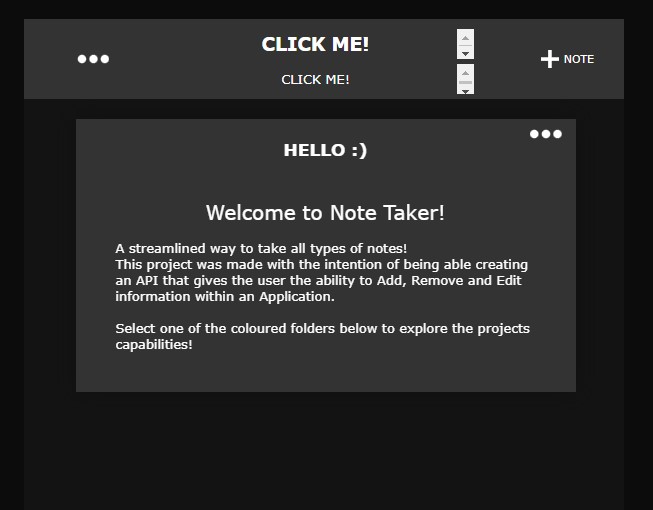 CLICK ME!
CLICK ME!
NOTE
HELLO :)
Welcome to Note Taker!
A streamlined way to take all types of notes!
This project was made with the intention of being able creating
an API that gives the user the ability to Add, Remove and Edit
information within an Application.
Select one of the coloured folders below to explore the projects
capabilities!